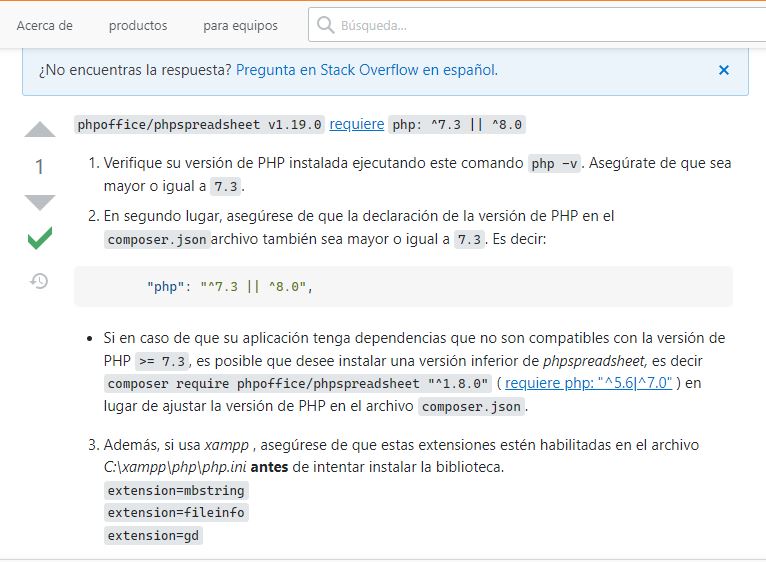 Acerca de productos para equipos Búsqueda...
¿No encuentras la respuesta? Pregunta en Stack Overflow en español. ×
phpoffice/phpspreadsheet v1.19.0 requiere php: ^7.3 || ^8.0
1
1. Verifique su versión de PHP instalada ejecutando este comando php -v. Asegúrate de que sea
mayor o igual a 7.3.
2. En segundo lugar, asegúrese de que la declaración de la versión de PHP en el
composer.json archivo también sea mayor o igual a 7.3. Es decir:
"php": "^7.3 || ^8.0",
• Si en caso de que su aplicación tenga dependencias que no son compatibles con la versión de
PHP >= 7.3, es posible que desee instalar una versión inferior de phpspreadsheet, es decir
composer require phpoffice/phpspreadsheet "^1.8.0" ( requiere php: "^5.6|^7.0" ) en
lugar de ajustar la versión de PHP en el archivo composer.json.
3. Además, si usa xampp , asegúrese de que estas extensiones estén habilitadas en el archivo
C:\xampp\php\php.ini antes de intentar instalar la biblioteca.
extension=mbstring
extension=fileinfo
extension=gd